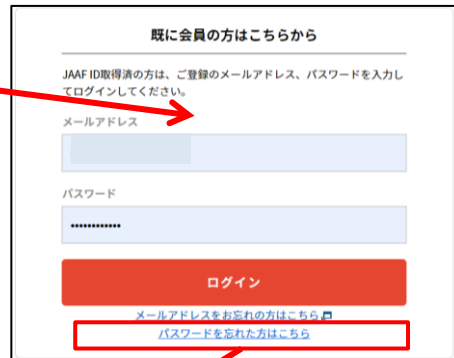 既に会員の方はこちらから
JAAF ID取得済の方は、ご登録のメールアドレス、パスワードを入力し
てログインしてください。
メールアドレス
パスワード
••••••••••••
ログイン
メールアドレスをお忘れの方はこちら
パスワードを忘れた方はこちら